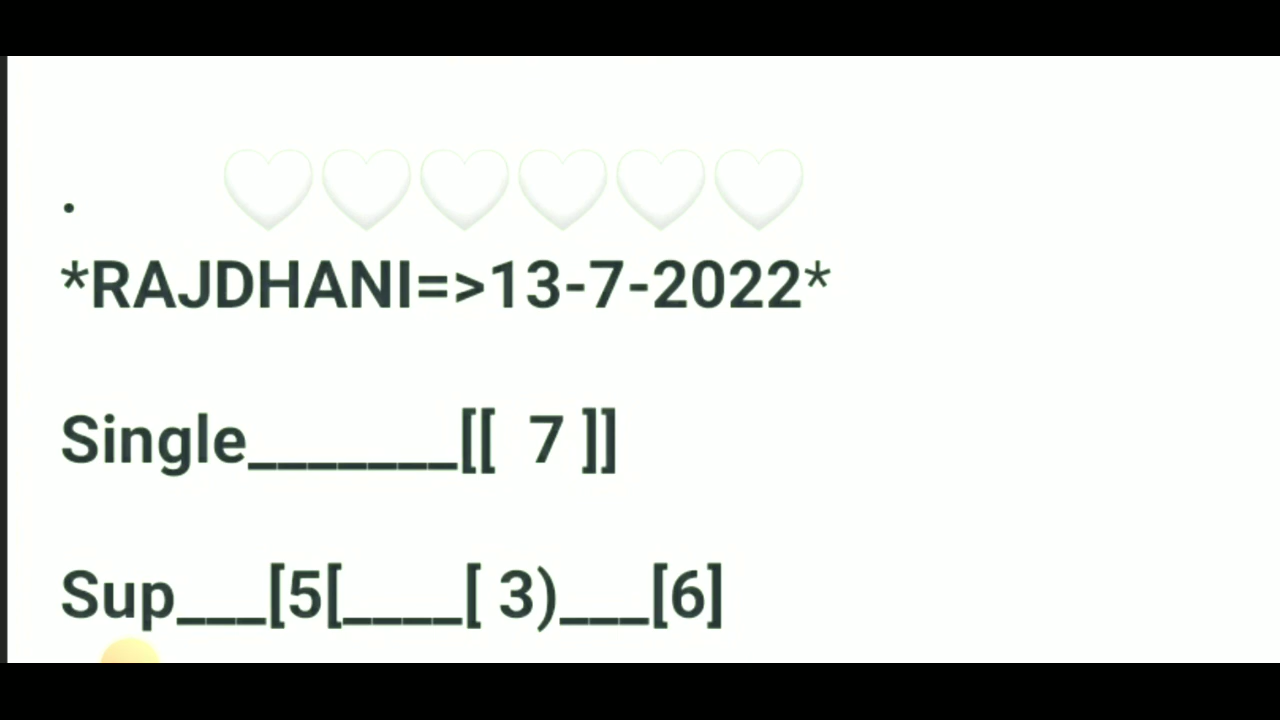 . 🤍🤍🤍🤍🤍🤍
*RAJDHANI=>13-7-2022*
Single_______[[ 7 ]]
Sup___[5[____[ 3)___[6]